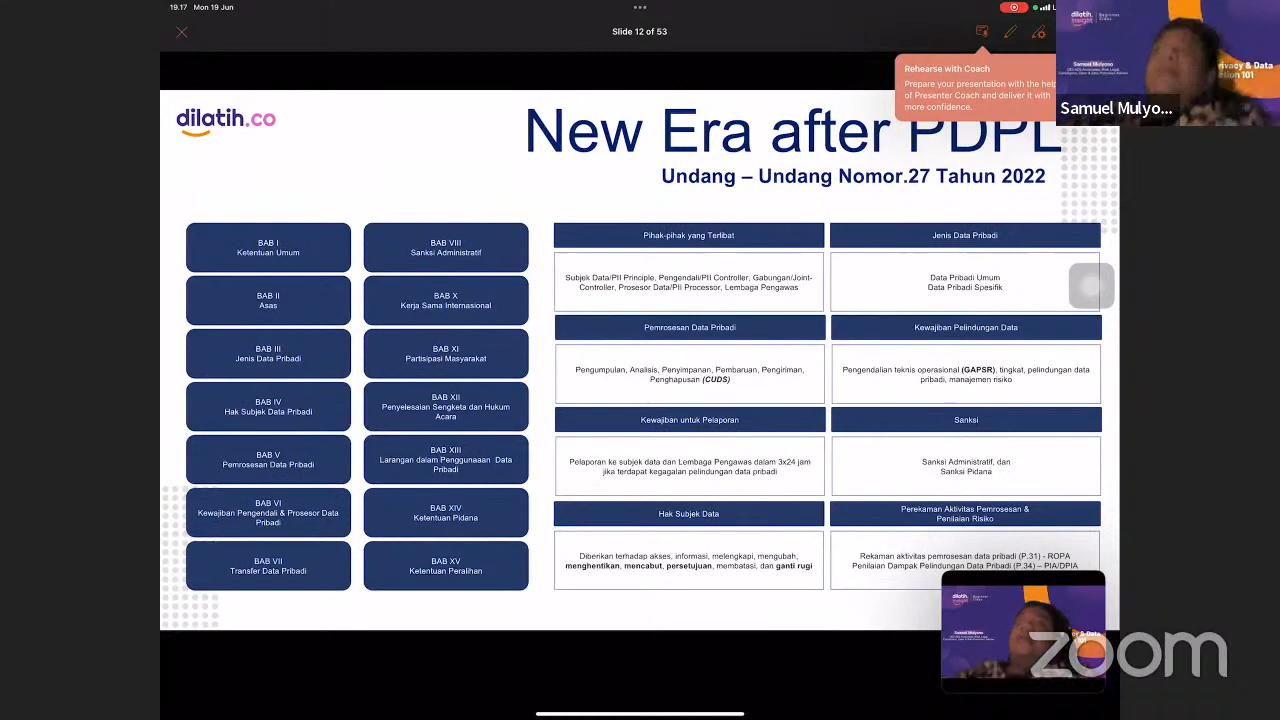 19.17 Mon 19 Jun
Slide 12 of 53
Rehearse with Coach
Prepare your presentation with the help
of Presenter Coach and deliver it with
more confidence.
dilatih.
insight
Beginner
Samuel Mulyono
Samuel Mulyo...
dilatih.co
New Era after PDPL
Undang – Undang Nomor.27 Tahun 2022
BAB I
Ketentuan Umum
BAB II
Asas
BAB III
Jenis Data Pribadi
BAB IV
Hak Subjek Data Pribadi
BAB V
Pemrosesan Data Pribadi
BAB VI
Kewajiban Pengendali & Prosesor Data
Pribadi
BAB VII
Transfer Data Pribadi
BAB VIII
Sanksi Administratif
BAB X
Kerja Sama Internasional
BAB XI
Partisipasi Masyarakat
BAB XII
Penyelesaian Sengketa dan Hukum
Acara
BAB XIII
Larangan dalam Penggunaaan Data
Pribadi
BAB XIV
Ketentuan Pidana
BAB XV
Ketentuan Peralihan
Pihak-pihak yang Terlibat
Subjek Data/PII Principle, Pengendali/PII Controller, Gabungan/Joint-
Controller, Prosesor Data/PII Processor, Lembaga Pengawas
Jenis Data Pribadi
Data Pribadi Umum
Data Pribadi Spesifik
Pemrosesan Data Pribadi
Pengumpulan, Analisis, Penyimpanan, Pembaruan, Pengiriman,
Penghapusan (CUDS)
Kewajiban Pelindungan Data
Pengendalian teknis operasional (GAPSR), tingkat, pelindungan data
pribadi, manajemen risiko
Kewajiban untuk Pelaporan
Pelaporan ke subjek data dan Lembaga Pengawas dalam 3x24 jam
jika terdapat kegagalan pelindungan data pribadi
Sanksi
Sanksi Administratif, dan
Sanksi Pidana
Hak Subjek Data
Diberikan terhadap akses, informasi, melengkapi, mengubah,
menghentikan, mencabut, persetujuan, membatasi, dan ganti rugi
Perekaman Aktivitas Pemrosesan &
Penilaian Risiko
Rekaman aktivitas pemrosesan data pribadi (P.31) - ROPA
Penilaian Dampak Pelindungan Data Pribadi (P.34) – PIA/DPIA
zoom